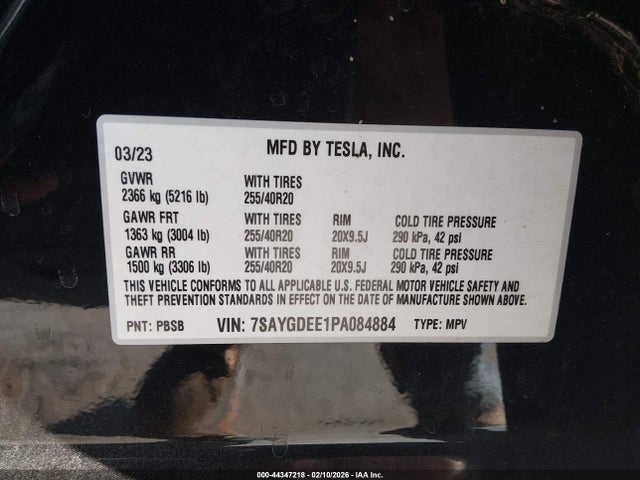 03/23 MFD BY TESLA, INC.
GVWR WITH TIRES
2366 kg (5216 lb) 255/40R20
GAWR FRT WITH TIRES RIM COLD TIRE PRESSURE
1363 kg (3004 lb) 255/40R20 20X9.5J 290 kPa, 42 psi
GAWR RR WITH TIRES RIM COLD TIRE PRESSURE
1500 kg (3306 lb) 255/40R20 20X9.5J 290 kPa, 42 psi
THIS VEHICLE CONFORMS TO ALL APPLICABLE U.S. FEDERAL MOTOR VEHICLE SAFETY AND
THEFT PREVENTION STANDARDS IN EFFECT ON THE DATE OF MANUFACTURE SHOWN ABOVE.
PNT: PBSB VIN: 7SAYGDEE1PA084884 TYPE: MPV
000-44347218 - 02/10/2026 - IAA Inc.